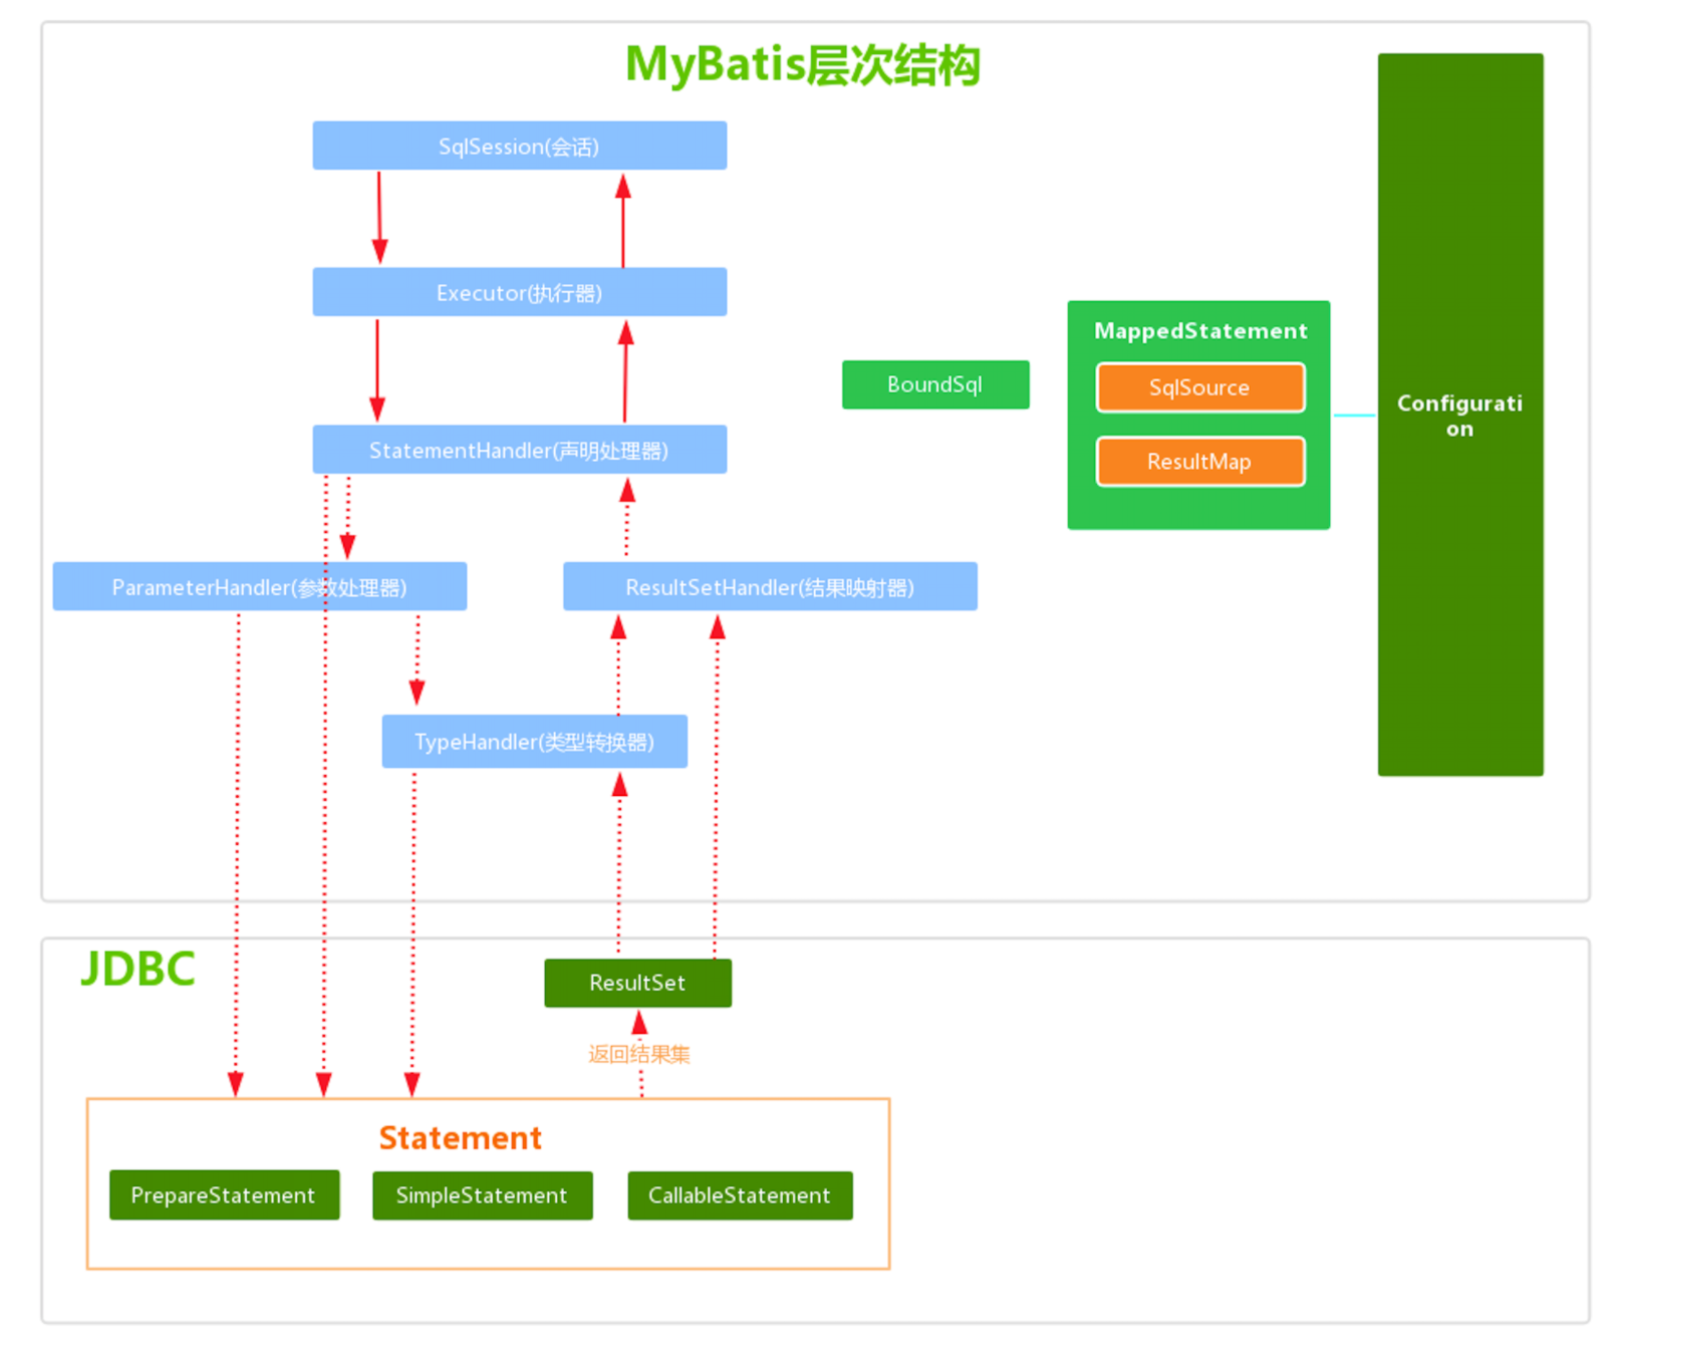 MyBatis层次结构
SqlSession(会话)
Executor(执行器)
StatementHandler(声明处理器)
ParameterHandler(参数处理器)
ResultSetHandler(结果映射器)
TypeHandler(类型转换器)
BoundSql
MappedStatement
SqlSource
ResultMap
Configurati
on
JDBC
ResultSet
返回结果集
Statement
PrepareStatement
SimpleStatement
CallableStatement